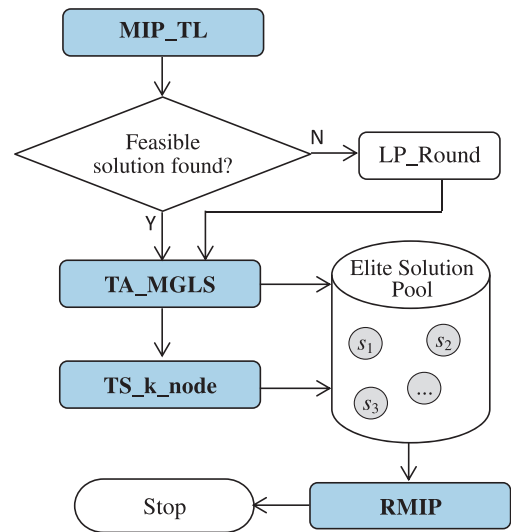 MIP_TL
Feasible
solution found?
N
LP_Round
Y
TA_MGLS
Elite Solution
Pool
s1
s2
TS_k_node
s3
...
Stop
RMIP